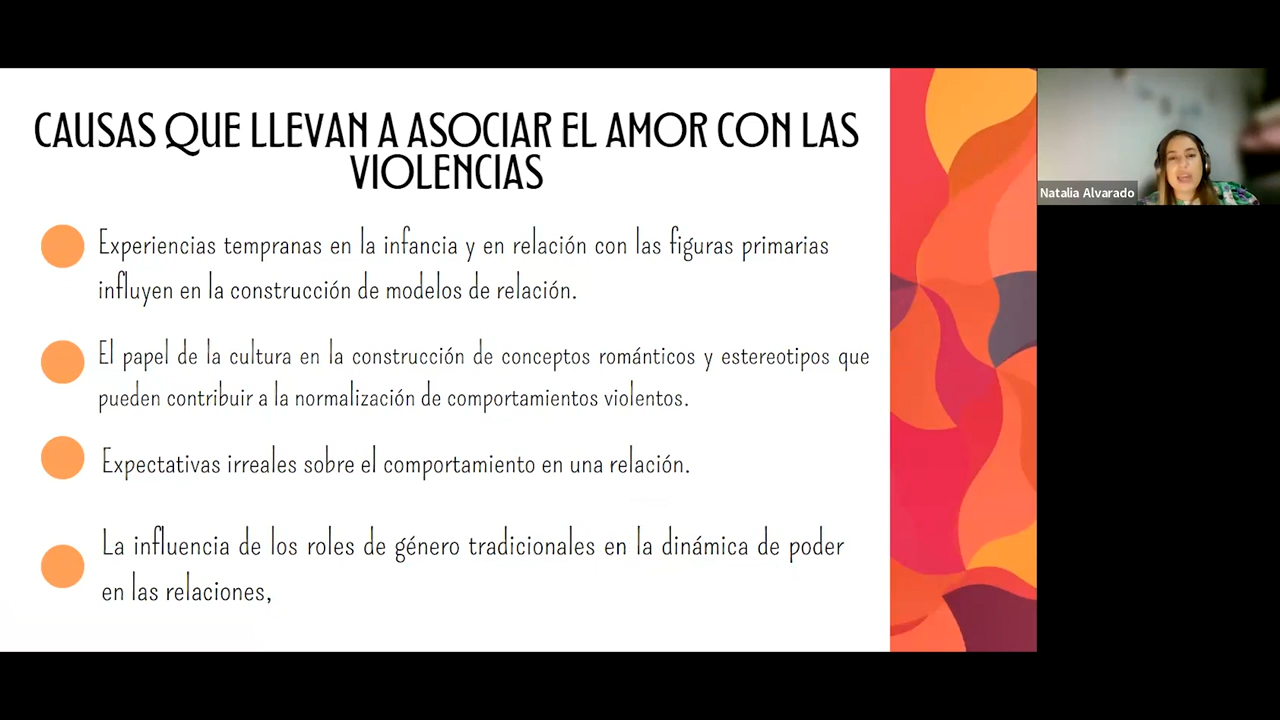 CAUSAS QUE LLEVAN A ASOCIAR EL AMOR CON LAS
VIOLENCIAS
Experiencias tempranas en la infancia y en relación con las figuras primarias
influyen en la construcción de modelos de relación.
El papel de la cultura en la construcción de conceptos románticos y estereotipos que
pueden contribuir a la normalización de comportamientos violentos.
Expectativas irreales sobre el comportamiento en una relación.
La influencia de los roles de género tradicionales en la dinámica de poder
en las relaciones,
Natalia Alvarado